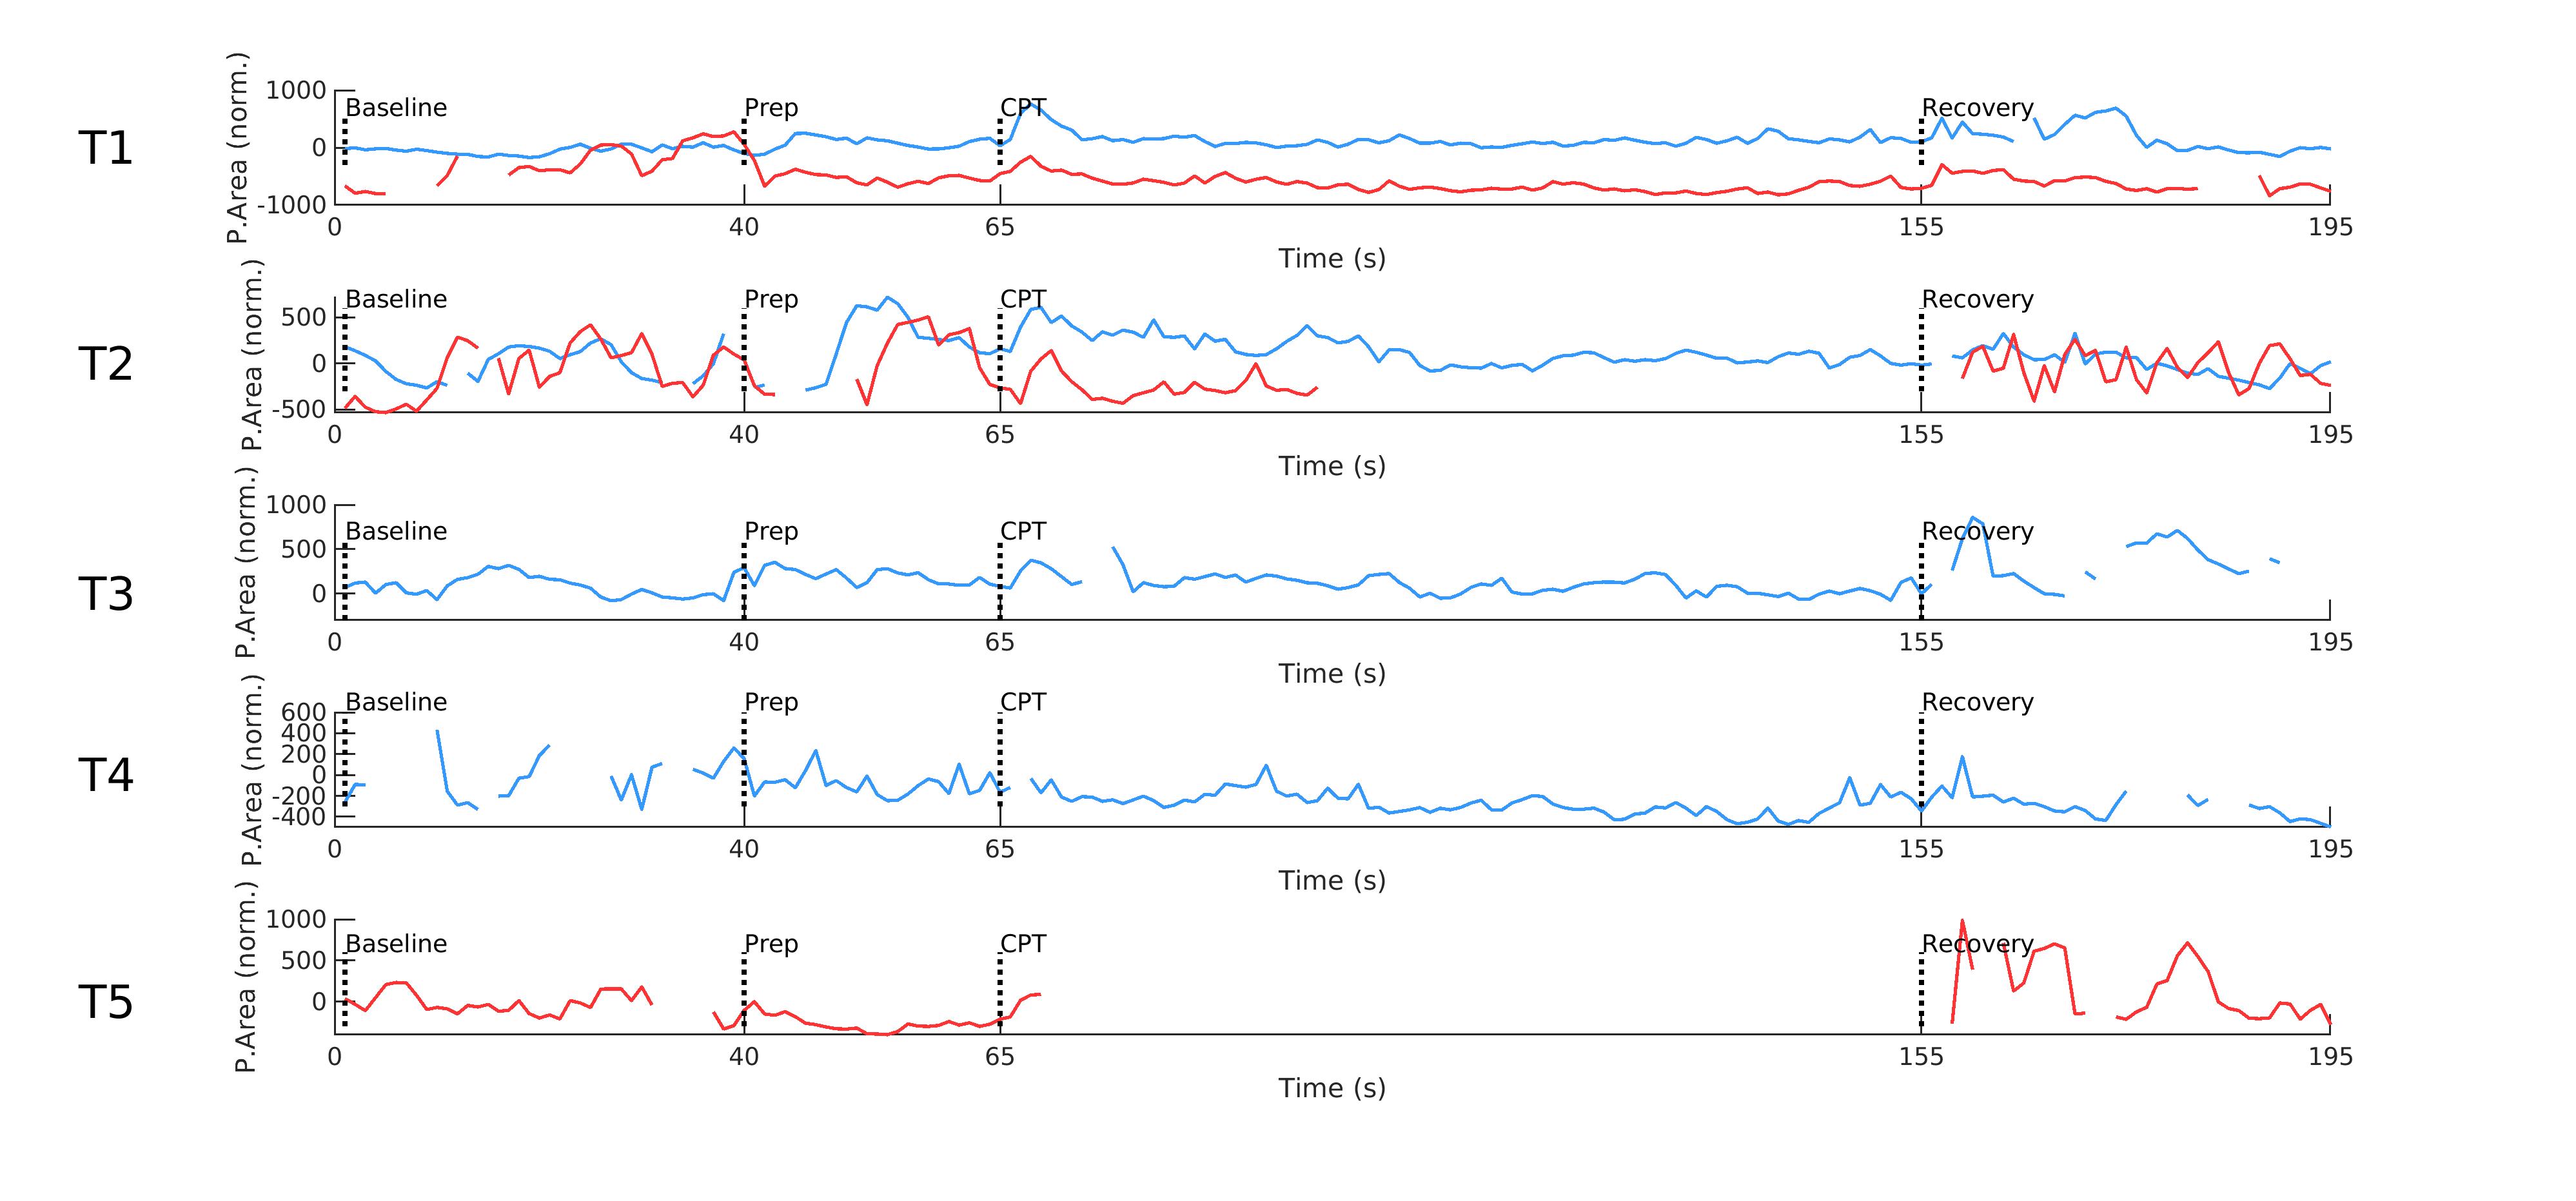 T1
P.Area (norm.)
1000
0
-1000
Baseline
Prep
CPT
Recovery
0
40
65
155
195
Time (s)
T2
P.Area (norm.)
500
0
-500
Baseline
Prep
CPT
Recovery
0
40
65
155
195
Time (s)
T3
P.Area (norm.)
1000
500
0
Baseline
Prep
CPT
Recovery
0
40
65
155
195
Time (s)
T4
P.Area (norm.)
600
400
200
0
-200
-400
Baseline
Prep
CPT
Recovery
0
40
65
155
195
Time (s)
T5
P.Area (norm.)
1000
500
0
Baseline
Prep
CPT
Recovery
0
40
65
155
195
Time (s)